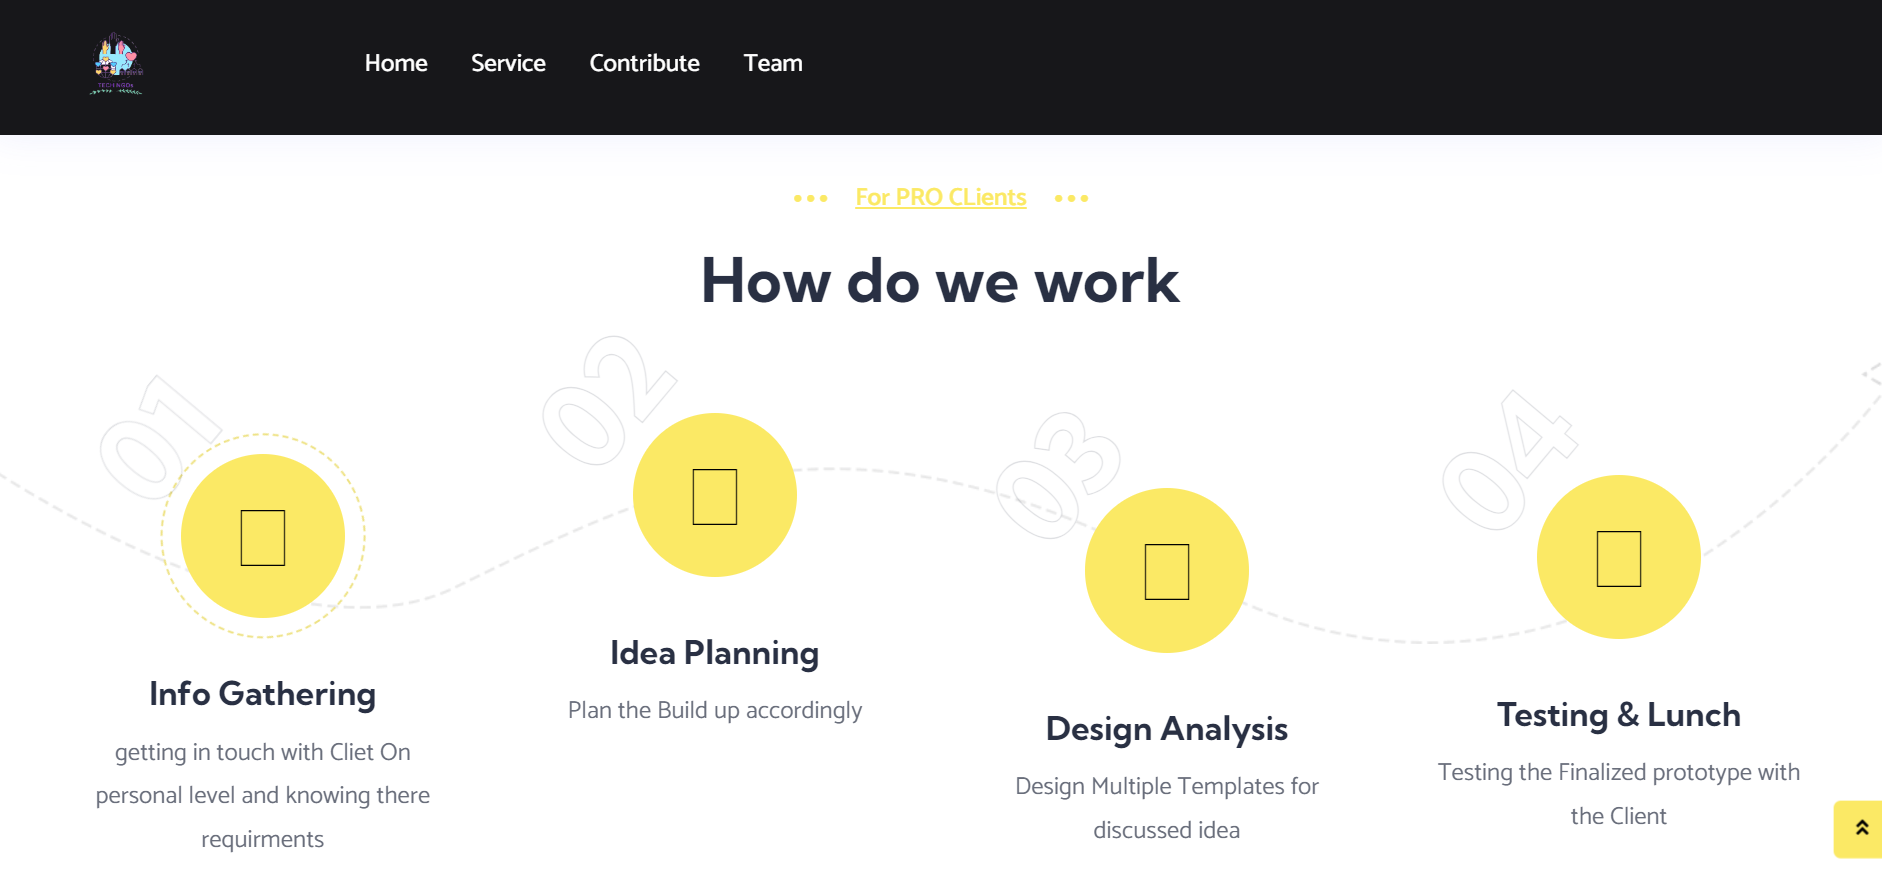 Home Service Contribute Team
For PRO CLients
How do we work
01
Info Gathering
getting in touch with Cliet On
personal level and knowing there
requirments
02
Idea Planning
Plan the Build up accordingly
03
Design Analysis
Design Multiple Templates for
discussed idea
04
Testing & Lunch
Testing the Finalized prototype with
the Client